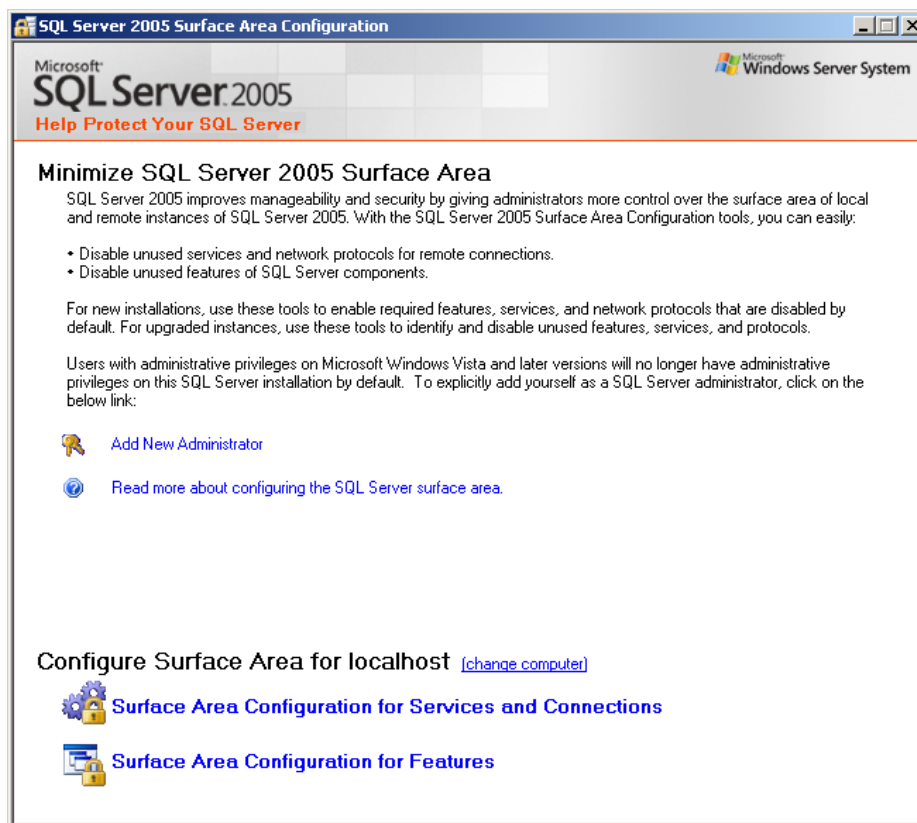 SQL Server 2005 Surface Area Configuration
Microsoft
SQL Server 2005
Help Protect Your SQL Server
Microsoft
Windows Server System
Minimize SQL Server 2005 Surface Area
SQL Server 2005 improves manageability and security by giving administrators more control over the surface area of local
and remote instances of SQL Server 2005. With the SQL Server 2005 Surface Area Configuration tools, you can easily:
• Disable unused services and network protocols for remote connections.
• Disable unused features of SQL Server components.
For new installations, use these tools to enable required features, services, and network protocols that are disabled by
default. For upgraded instances, use these tools to identify and disable unused features, services, and protocols.
Users with administrative privileges on Microsoft Windows Vista and later versions will no longer have administrative
privileges on this SQL Server installation by default.  To explicitly add yourself as a SQL Server administrator, click on the
below link:
Add New Administrator
Read more about configuring the SQL Server surface area.
Configure Surface Area for localhost (change computer)
Surface Area Configuration for Services and Connections
Surface Area Configuration for Features